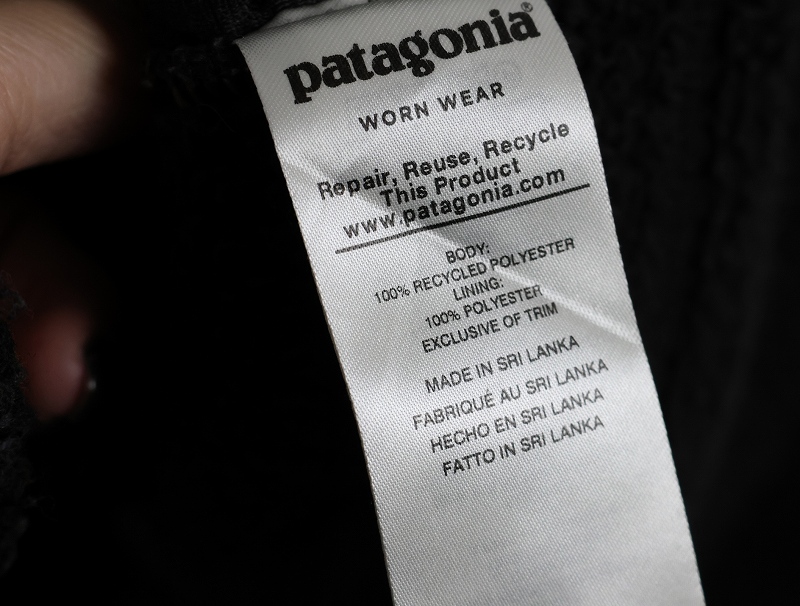 patagonia®
WORN WEAR
Repair, Reuse, Recycle
This Product
www.patagonia.com
BODY:
100% RECYCLED POLYESTER
LINING:
100% POLYESTER
EXCLUSIVE OF TRIM
MADE IN SRI LANKA
FABRIQUÉ AU SRI LANKA
HECHO EN SRI LANKA
FATTO IN SRI LANKA